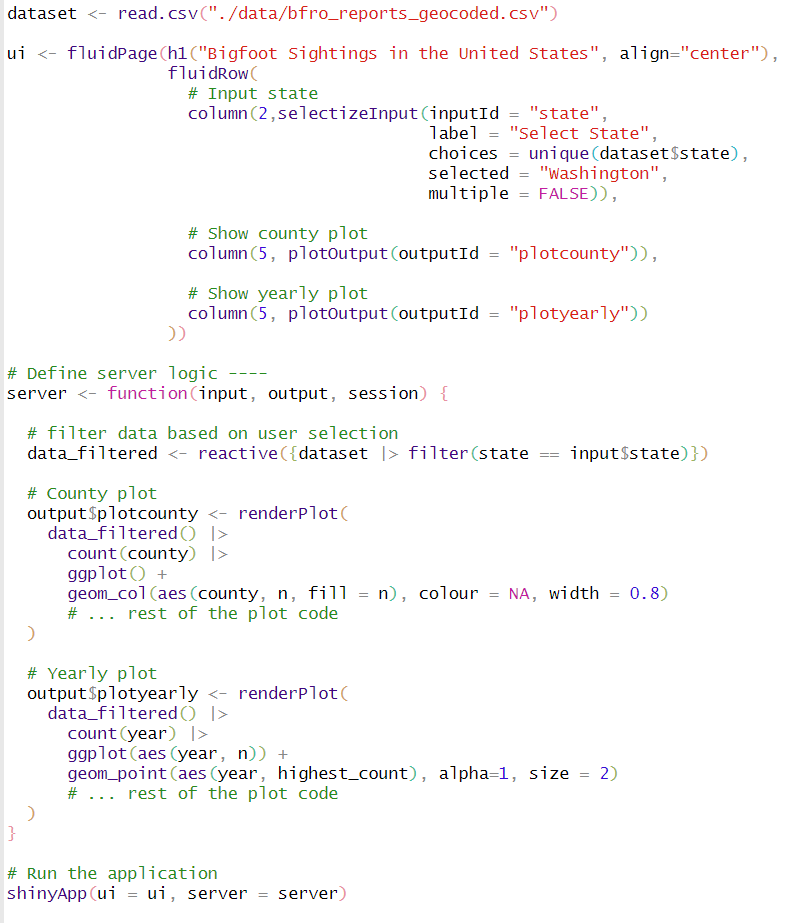 dataset <- read.csv("./data/bfro_reports_geocoded.csv")

ui <- fluidPage(h1("Bigfoot Sightings in the United States", align="center"),
                fluidRow(
                  # Input state
                  column(2,selectizeInput(inputId = "state",
                                          label = "Select State",
                                          choices = unique(dataset$state),
                                          selected = "Washington",
                                          multiple = FALSE)),

                  # Show county plot
                  column(5, plotOutput(outputId = "plotcounty")),

                  # Show yearly plot
                  column(5, plotOutput(outputId = "plotyearly"))
                ))

# Define server logic ----
server <- function(input, output, session) {

  # filter data based on user selection
  data_filtered <- reactive({dataset |> filter(state == input$state)})

  # County plot
  output$plotcounty <- renderPlot(
    data_filtered() |>
      count(county) |>
      ggplot() +
      geom_col(aes(county, n, fill = n), colour = NA, width = 0.8)
      # ... rest of the plot code
  )

  # Yearly plot
  output$plotyearly <- renderPlot(
    data_filtered() |>
      count(year) |>
      ggplot(aes(year, n)) +
      geom_point(aes(year, highest_count), alpha=1, size = 2)
      # ... rest of the plot code
  )
}

# Run the application
shinyApp(ui = ui, server = server)